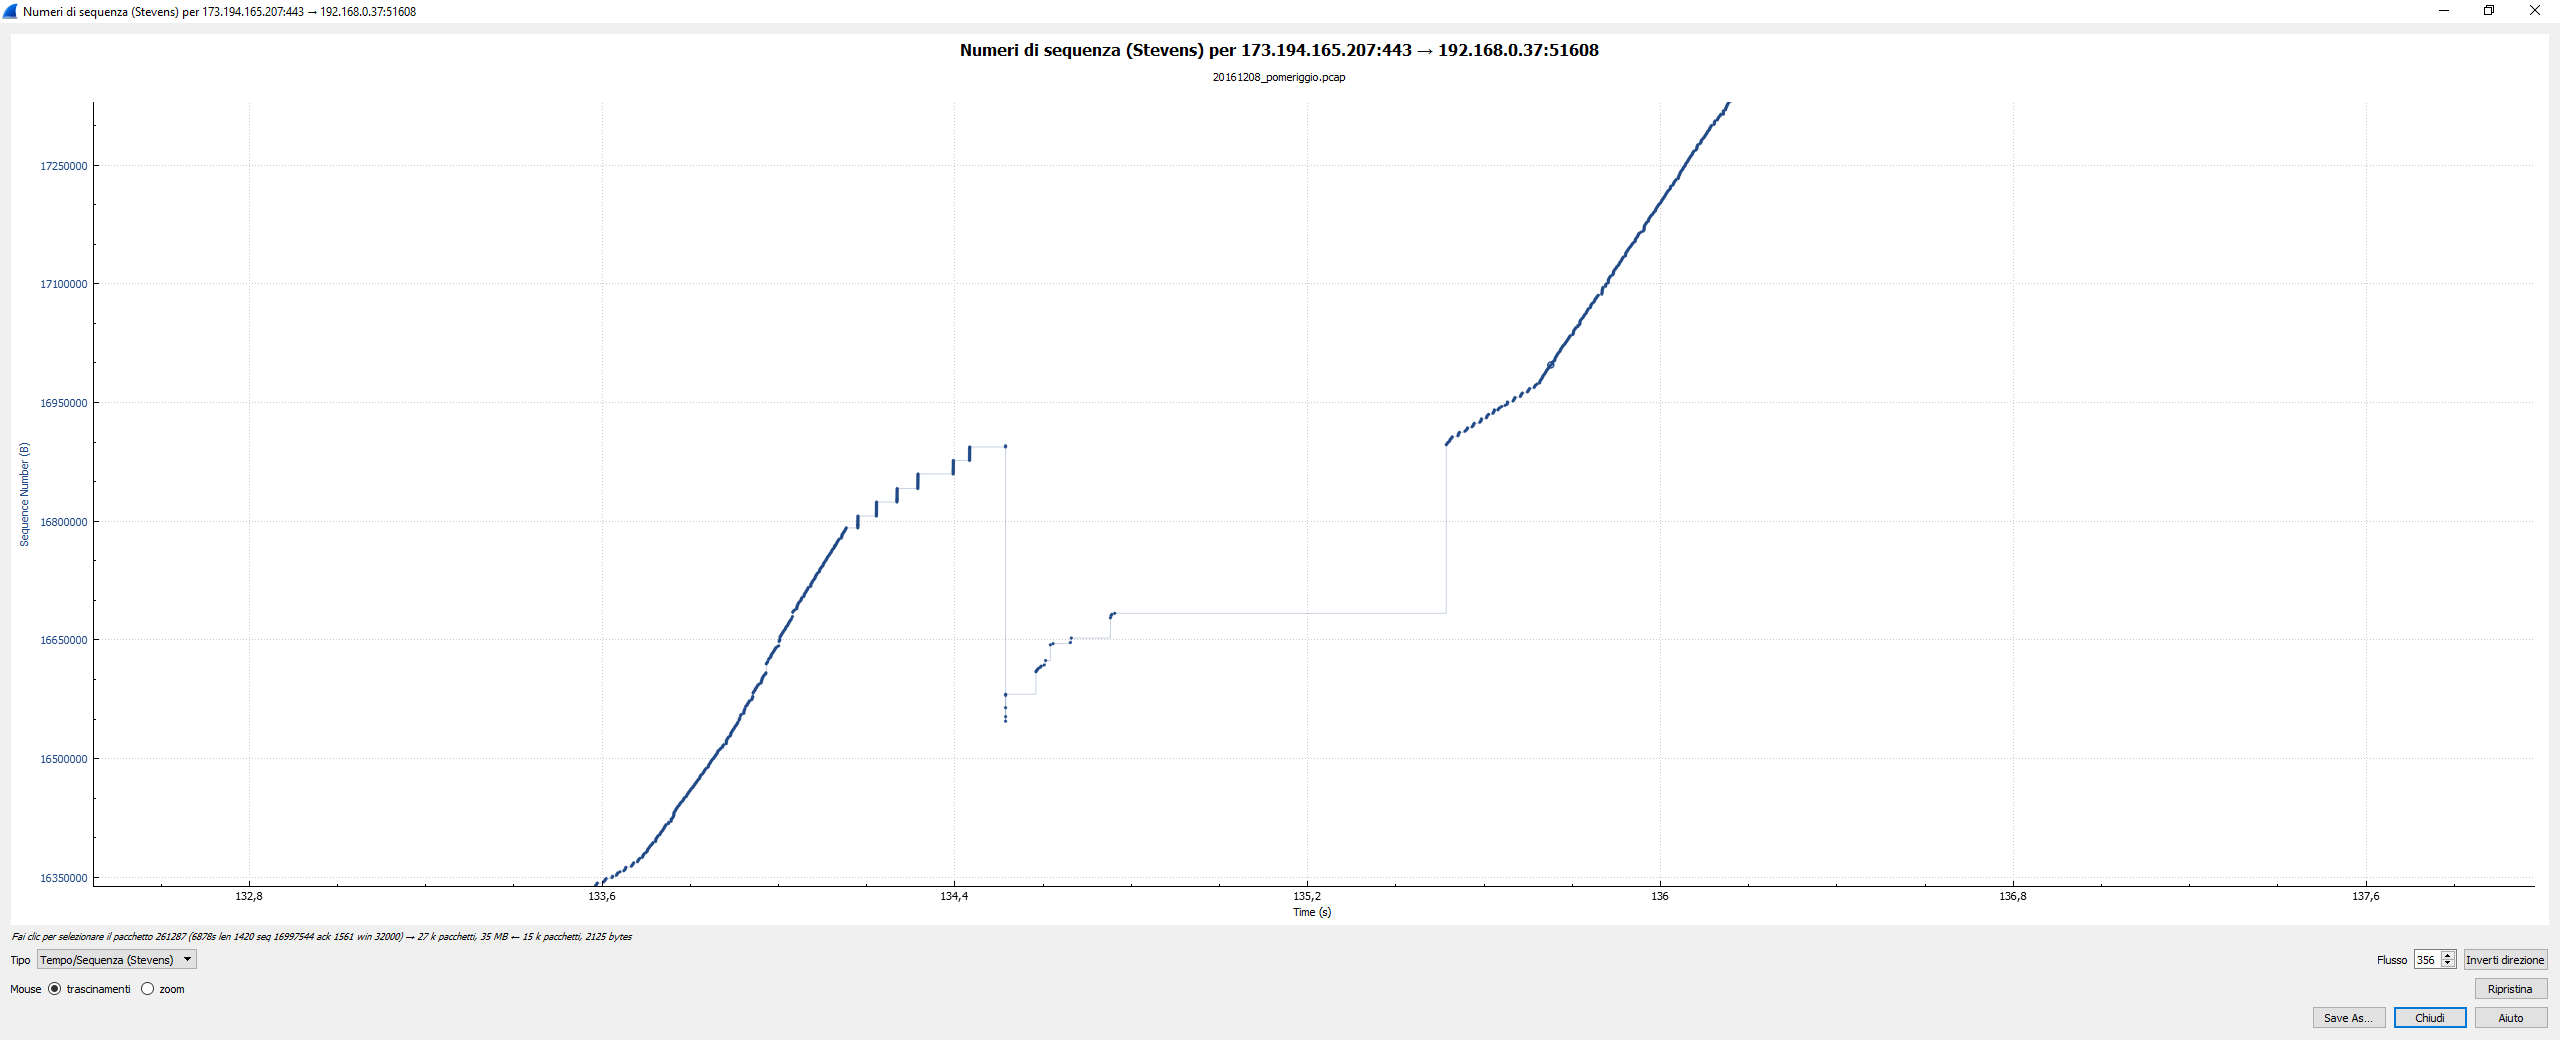 Numeri di sequenza (Stevens) per 173.194.165.207:443 → 192.168.0.37:51608
Numeri di sequenza (Stevens) per 173.194.165.207:443 → 192.168.0.37:51608
20161208_pomeriggio.pcap
17250000
17100000
16950000
16800000
16650000
16500000
16350000
Sequence Number (B)
132,8 133,6 134,4 135,2 136 136,8 137,6
Time (s)
Fai clic per selezionare il pacchetto 261287 (6878s len 1420 seq 16997544 ack 1561 win 32000) → 27 k pacchetti, 35 MB ← 15 k pacchetti, 2125 bytes
Tipo Tempo/Sequenza (Stevens) Flusso 356 Inverti direzione
Mouse trascinamenti zoom Ripristina
Save As... Chiudi Aiuto